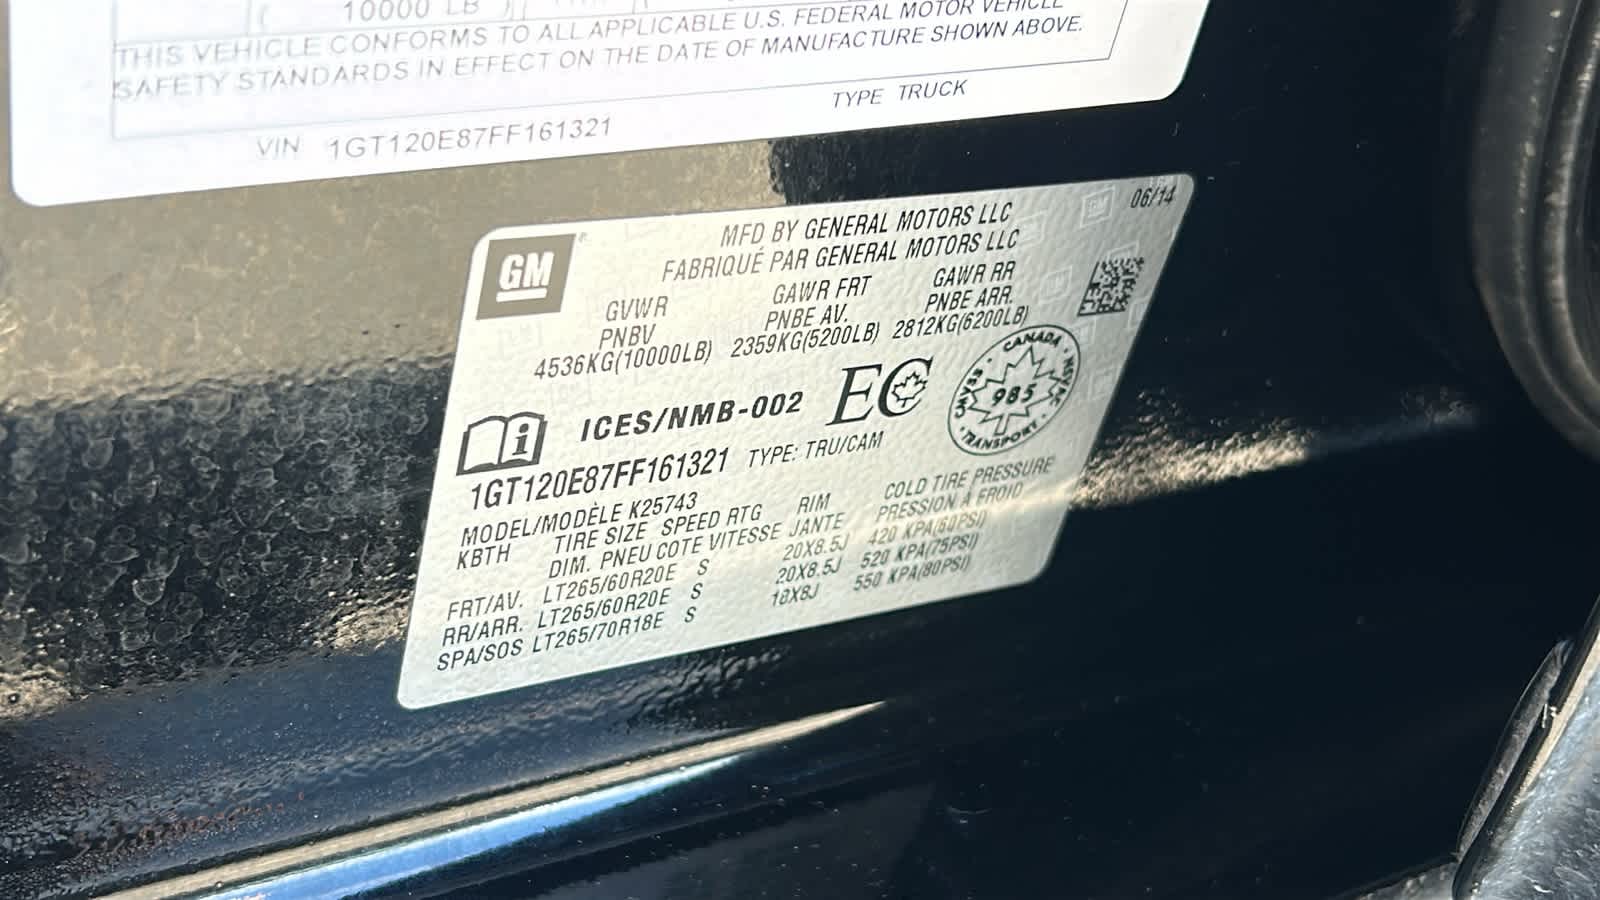 10000 LB
THIS VEHICLE CONFORMS TO ALL APPLICABLE U.S. FEDERAL MOTOR VEHICLE
SAFETY STANDARDS IN EFFECT ON THE DATE OF MANUFACTURE SHOWN ABOVE.
TYPE TRUCK
VIN 1GT120E87FF161321
GM
®
MFD BY GENERAL MOTORS LLC
FABRIQUÉ PAR GENERAL MOTORS LLC
GM
06/14
GVWR GAWR FRT GAWR RR
PNBV PNBE AV. PNBE ARR.
4536KG(10000LB) 2359KG(5200LB) 2812KG(6200LB)
i ICES/NMB-002 EC
CANADA · NSVAC · TRANSPORT · CMVSS ·
985
1GT120E87FF161321 TYPE: TRU/CAM
MODEL/MODÈLE K25743
KBTH TIRE SIZE SPEED RTG RIM COLD TIRE PRESSURE
DIM. PNEU COTE VITESSE JANTE PRESSION À FROID
FRT/AV. LT265/60R20E S 20X8.5J 420 KPA(60PSI)
RR/ARR. LT265/60R20E S 20X8.5J 520 KPA(75PSI)
SPA/SOS LT265/70R18E S 18X8J 550 KPA(80PSI)